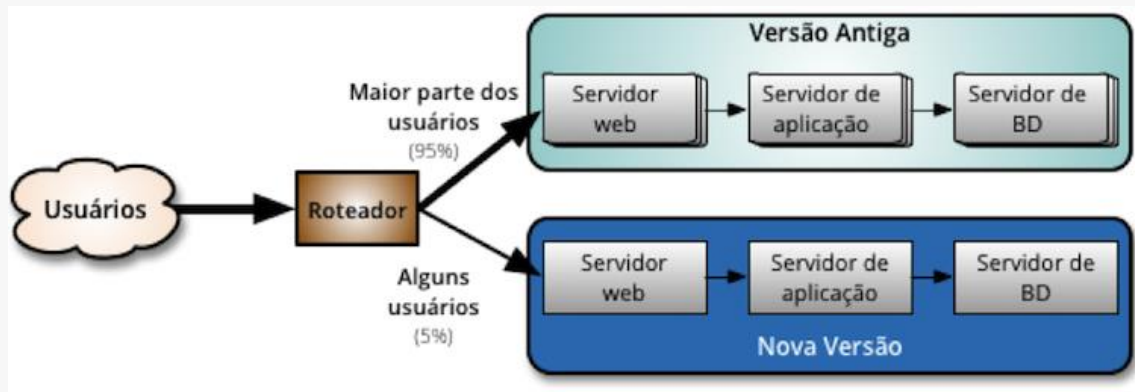 Versão Antiga
Servidor
web
Servidor de
aplicação
Servidor de
BD
Maior parte dos
usuários
(95%)
Usuários
Roteador
Alguns
usuários
(5%)
Servidor
web
Servidor de
aplicação
Servidor de
BD
Nova Versão